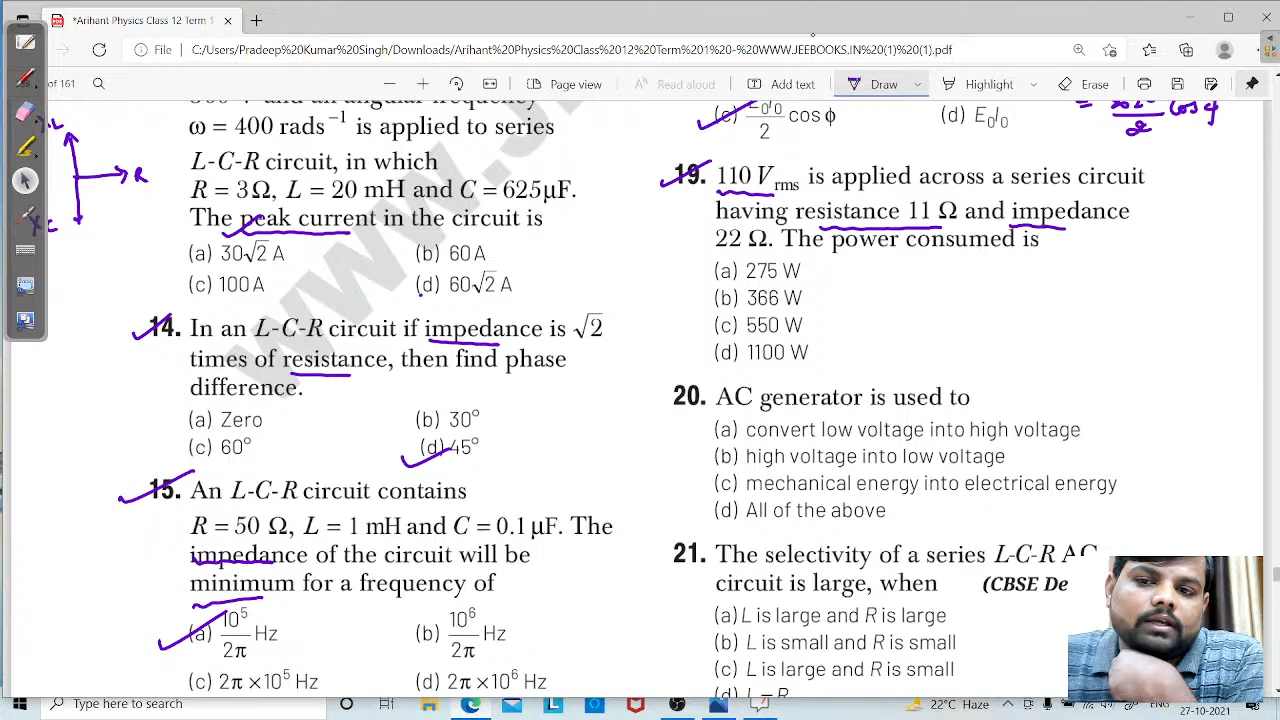 *Arihant Physics Class 12 Term 1
File
C:/Users/Pradeep%20Kumar%20Singh/Downloads/Arihant%20Physics%20Class%2012%20Term1%20-%20WWW.JEEBOOKS.IN%20(1)%20(1).pdf
of 161
Page view
Read aloud
Add text
Draw
Highlight
Erase
R
ω = 400 rads⁻¹ is applied to series
L-C-R circuit, in which
R = 3Ω, L = 20 mH and C = 625μF.
The peak current in the circuit is
(a) 30√2 A (b) 60 A
(c) 100 A (d) 60√2 A
14. In an L-C-R circuit if impedance is √2
times of resistance, then find phase
difference.
(a) Zero (b) 30°
(c) 60° (d) 45°
15. An L-C-R circuit contains
R = 50 Ω, L = 1 mH and C = 0.1 μF. The
impedance of the circuit will be
minimum for a frequency of
(a) 10⁵/2π Hz (b) 10⁶/2π Hz
(c) 2π × 10⁵ Hz (d) 2π × 10⁶ Hz
(c) E₀I₀/2 cos ϕ (d) E₀I₀
19. 110 Vrms is applied across a series circuit
having resistance 11 Ω and impedance
22 Ω. The power consumed is
(a) 275 W
(b) 366 W
(c) 550 W
(d) 1100 W
20. AC generator is used to
(a) convert low voltage into high voltage
(b) high voltage into low voltage
(c) mechanical energy into electrical energy
(d) All of the above
21. The selectivity of a series L-C-R AC
circuit is large, when (CBSE De
(a) L is large and R is large
(b) L is small and R is small
(c) L is large and R is small
(d) L = R
www.J
Type here to search
22°C Haze
27-10-2021